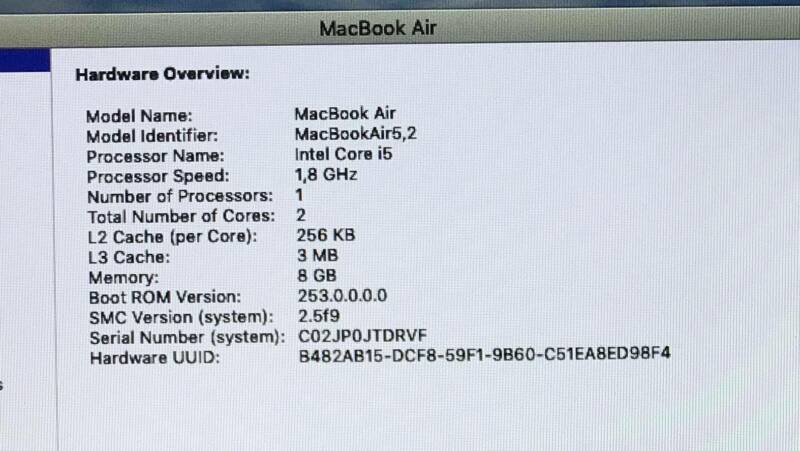 MacBook Air
Hardware Overview:
Model Name: MacBook Air
Model Identifier: MacBookAir5,2
Processor Name: Intel Core i5
Processor Speed: 1,8 GHz
Number of Processors: 1
Total Number of Cores: 2
L2 Cache (per Core): 256 KB
L3 Cache: 3 MB
Memory: 8 GB
Boot ROM Version: 253.0.0.0.0
SMC Version (system): 2.5f9
Serial Number (system): C02JP0JTDRVF
Hardware UUID: B482AB15-DCF8-59F1-9B60-C51EA8ED98F4